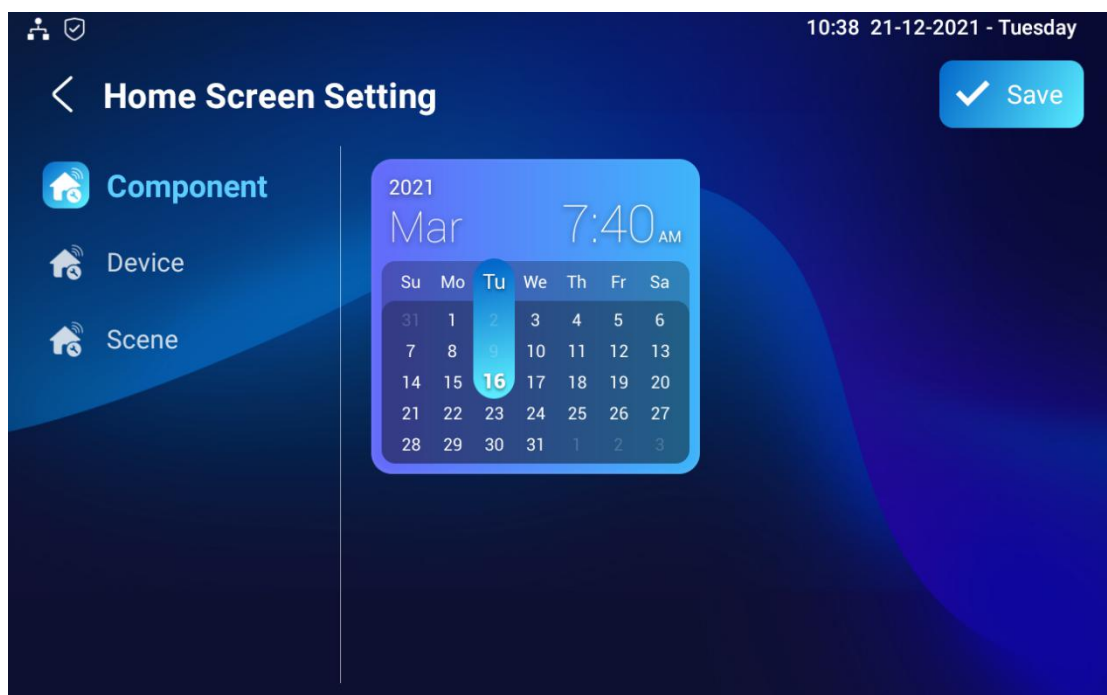 10:38 21-12-2021 - Tuesday
Home Screen Setting
Save
Component
Device
Scene
2021
Mar 7:40 AM
Su Mo Tu We Th Fr Sa
31 1 2 3 4 5 6
7 8 9 10 11 12 13
14 15 16 17 18 19 20
21 22 23 24 25 26 27
28 29 30 31 1 2 3